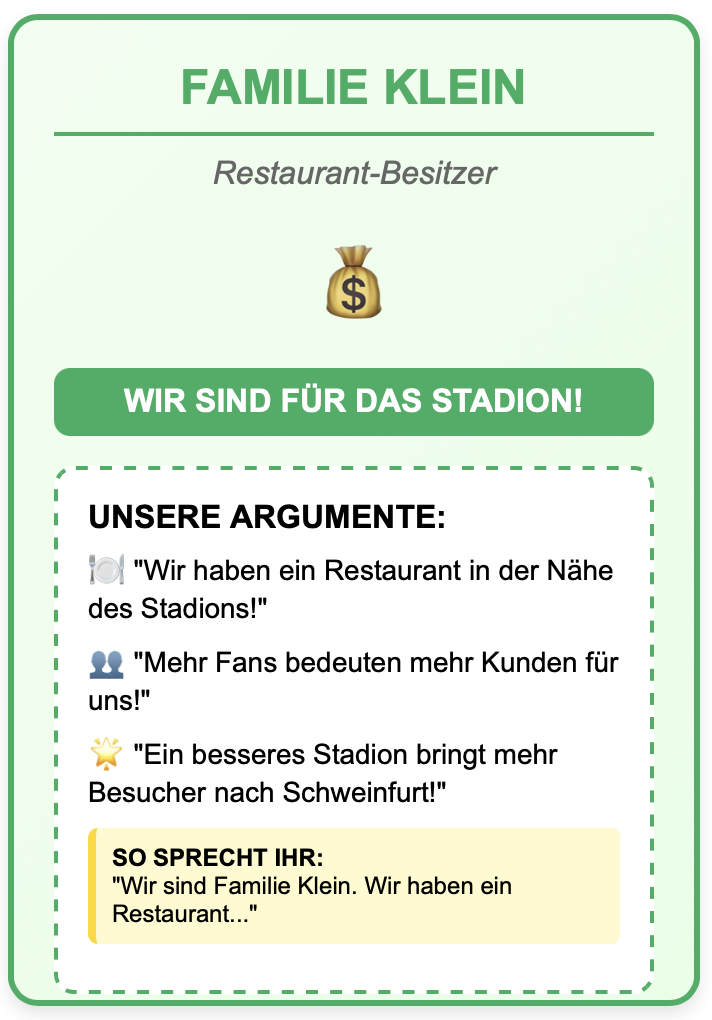 FAMILIE KLEIN
Restaurant-Besitzer
$
WIR SIND FÜR DAS STADION!
UNSERE ARGUMENTE:
"Wir haben ein Restaurant in der Nähe
des Stadions!"
"Mehr Fans bedeuten mehr Kunden für
uns!"
"Ein besseres Stadion bringt mehr
Besucher nach Schweinfurt!"
SO SPRECHT IHR:
"Wir sind Familie Klein. Wir haben ein
Restaurant..."